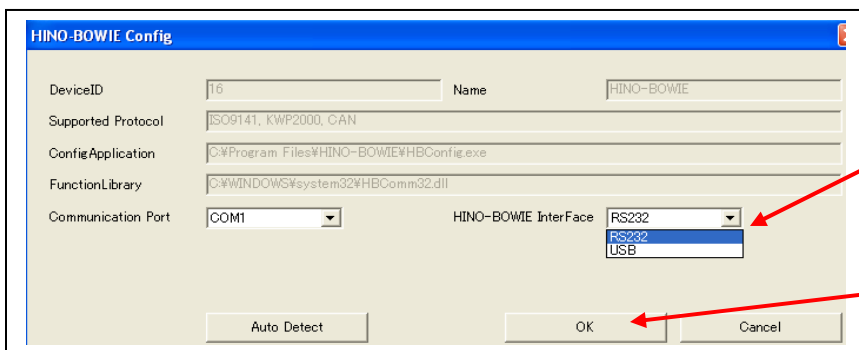 HINO-BOWIE Config
DeviceID 16 Name HINO-BOWIE
Supported Protocol ISO9141, KWP2000, CAN
ConfigApplication C:¥Program Files¥HINO-BOWIE¥HBConfig.exe
FunctionLibrary C:¥WINDOWS¥system32¥HBComm32.dll
Communication Port COM1 HINO-BOWIE InterFace RS232
RS232
USB
Auto Detect OK Cancel